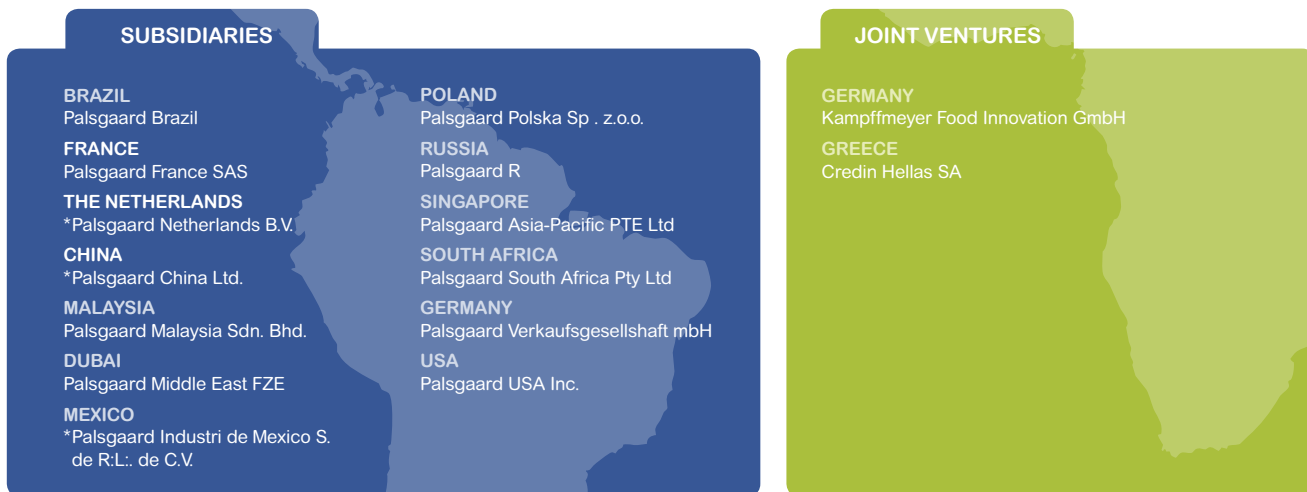 SUBSIDIARIES
BRAZIL
Palsgaard Brazil
FRANCE
Palsgaard France SAS
THE NETHERLANDS
*Palsgaard Netherlands B.V.
CHINA
*Palsgaard China Ltd.
MALAYSIA
Palsgaard Malaysia Sdn. Bhd.
DUBAI
Palsgaard Middle East FZE
MEXICO
*Palsgaard Industri de Mexico S.
de R:L:. de C.V.
POLAND
Palsgaard Polska Sp . z.o.o.
RUSSIA
Palsgaard R
SINGAPORE
Palsgaard Asia-Pacific PTE Ltd
SOUTH AFRICA
Palsgaard South Africa Pty Ltd
GERMANY
Palsgaard Verkaufsgesellshaft mbH
USA
Palsgaard USA Inc.
JOINT VENTURES
GERMANY
Kampffmeyer Food Innovation GmbH
GREECE
Credin Hellas SA